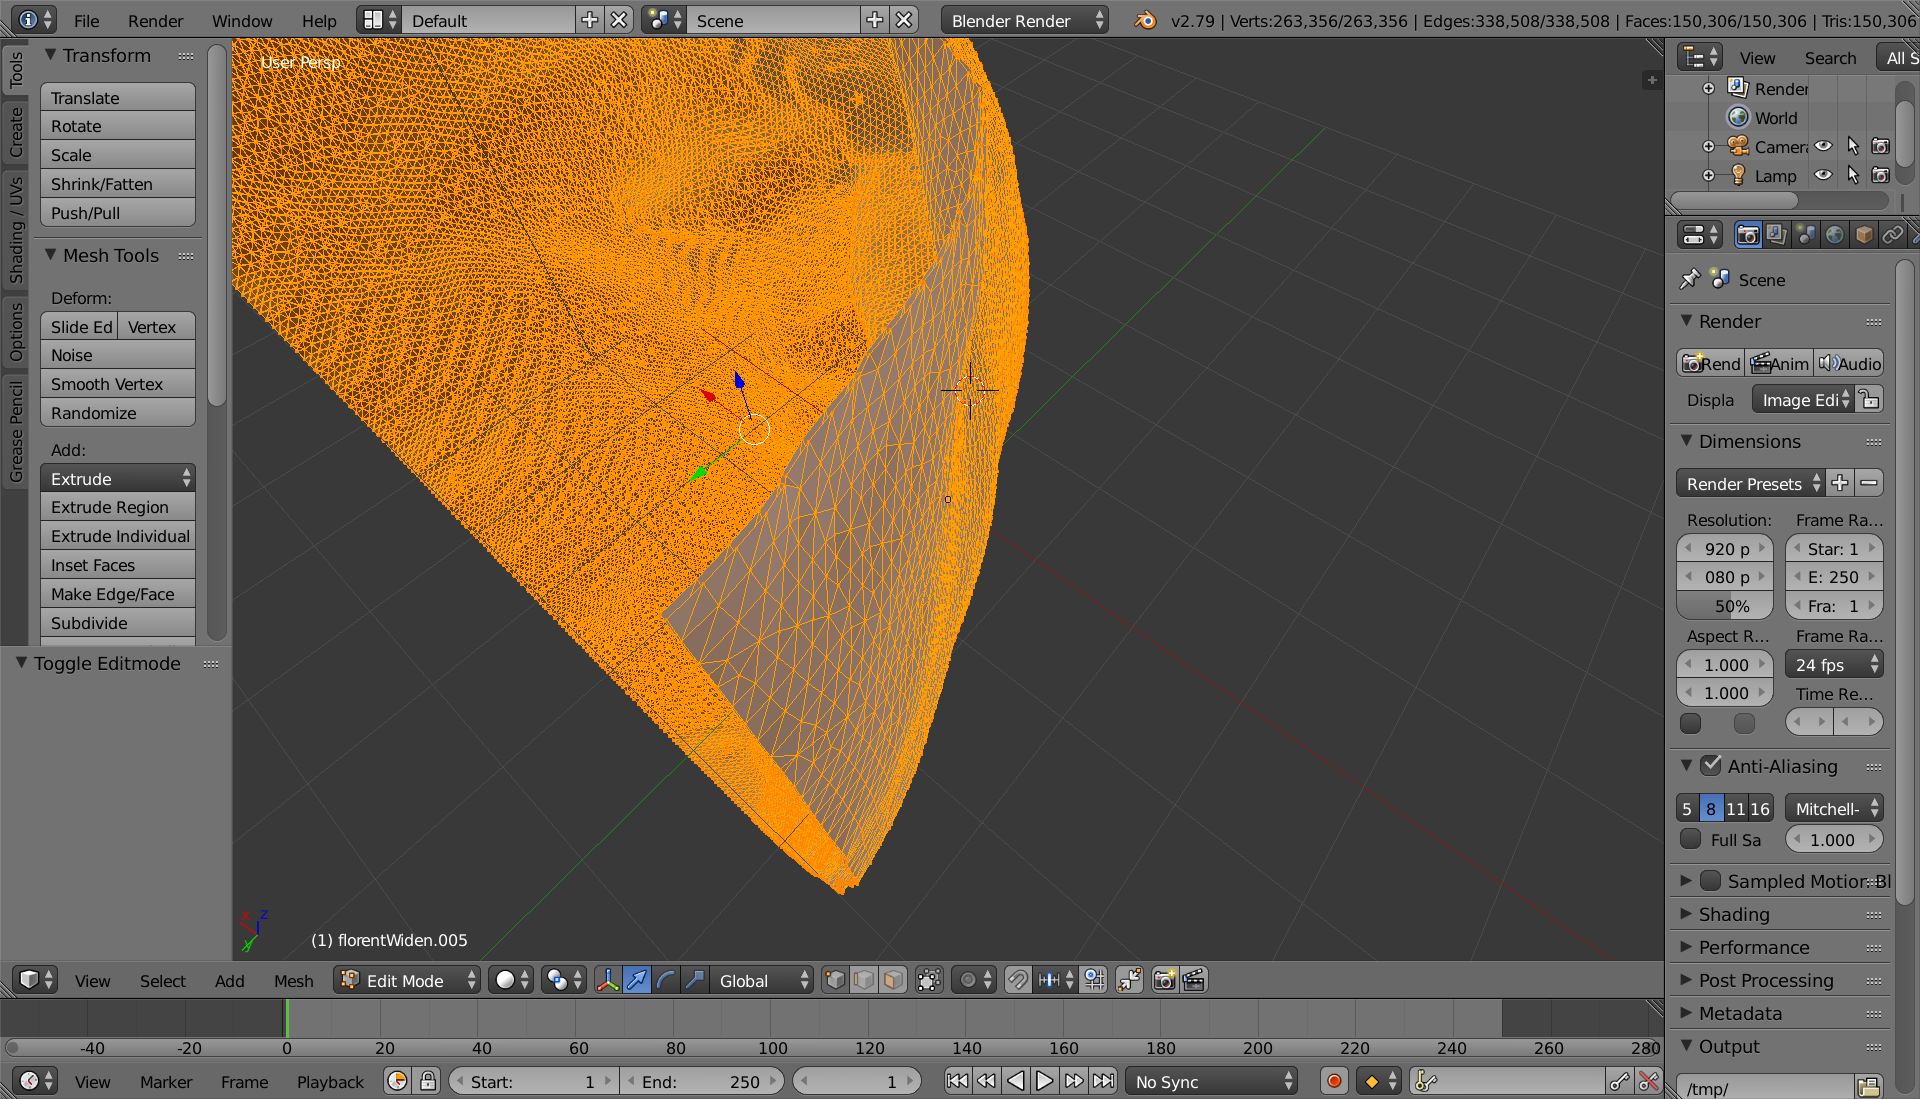 File Render Window Help Default Scene Blender Render v2.79 | Verts:263,356/263,356 | Edges:338,508/338,508 | Faces:150,306/150,306 | Tris:150,306
Tools
Create
Shading / UVs
Options
Grease Pencil
Transform
Translate
Rotate
Scale
Shrink/Fatten
Push/Pull
Mesh Tools
Deform:
Slide Ed Vertex
Noise
Smooth Vertex
Randomize
Add:
Extrude
Extrude Region
Extrude Individual
Inset Faces
Make Edge/Face
Subdivide
Toggle Editmode
User Persp
x z
y
(1) florentWiden.005
View Search All S
Render
World
Camera
Lamp
Scene
Render
Rend Anim Audio
Displa Image Edi
Dimensions
Render Presets
Resolution: Frame Ra...
920 p Star: 1
080 p E: 250
50% Fra: 1
Aspect R... Frame Ra...
1.000 24 fps
1.000 Time Re...
Anti-Aliasing
5 8 11 16 Mitchell-
Full Sa 1.000
Sampled Motion Bl
Shading
Performance
Post Processing
Metadata
Output
/tmp/
View Select Add Mesh Edit Mode Global
-40 -20 0 20 40 60 80 100 120 140 160 180 200 220 240 260 280
View Marker Frame Playback Start: 1 End: 250 1 No Sync